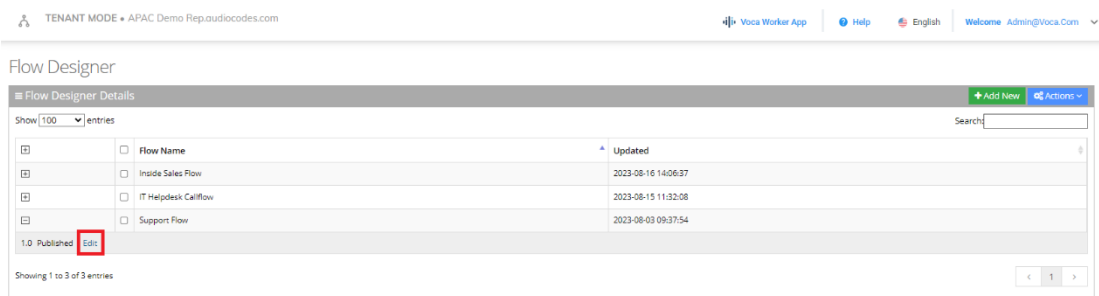 TENANT MODE • APAC Demo Rep.audiocodes.com Voca Worker App Help English Welcome Admin@Voca.Com
Flow Designer
Flow Designer Details +Add New Actions
Show 100 entries Search:
Flow Name Updated
Inside Sales Flow 2023-08-16 14:06:37
IT Helpdesk Callflow 2023-08-15 11:32:08
Support Flow 2023-08-03 09:37:54
1.0 Published Edit
Showing 1 to 3 of 3 entries < 1 >